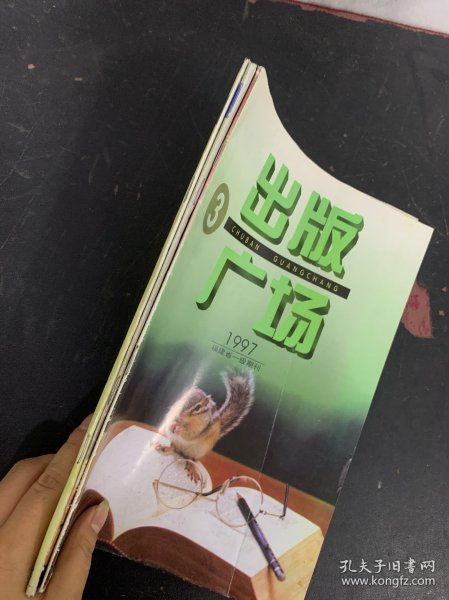 出版
③
CHUBAN GUANGCHANG
广场
1997
福建省一级期刊
孔夫子旧书网
www.kongfz.com